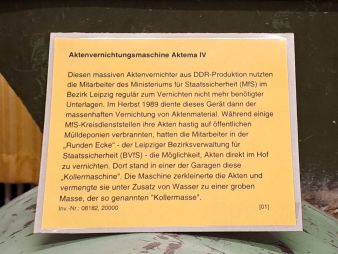 Aktenvernichtungsmaschine Aktema IV
Diesen massiven Aktenvernichter aus DDR-Produktion nutzten
die Mitarbeiter des Ministeriums für Staatssicherheit (MfS) im
Bezirk Leipzig regulär zum Vernichten nicht mehr benötigter
Unterlagen. Im Herbst 1989 diente dieses Gerät dann der
massenhaften Vernichtung von Aktenmaterial. Während einige
MfS-Kreisdienststellen ihre Akten hastig auf öffentlichen
Mülldeponien verbrannten, hatten die Mitarbeiter in der
„Runden Ecke“ - der Leipziger Bezirksverwaltung für
Staatssicherheit (BVfS) - die Möglichkeit, Akten direkt im Hof
zu vernichten. Dort stand in einer der Garagen diese
„Kollermaschine". Die Maschine zerkleinerte die Akten und
vermengte sie unter Zusatz von Wasser zu einer groben
Masse, der so genannten "Kollermasse".
Inv.-Nr.: 08182, 20000 [01]